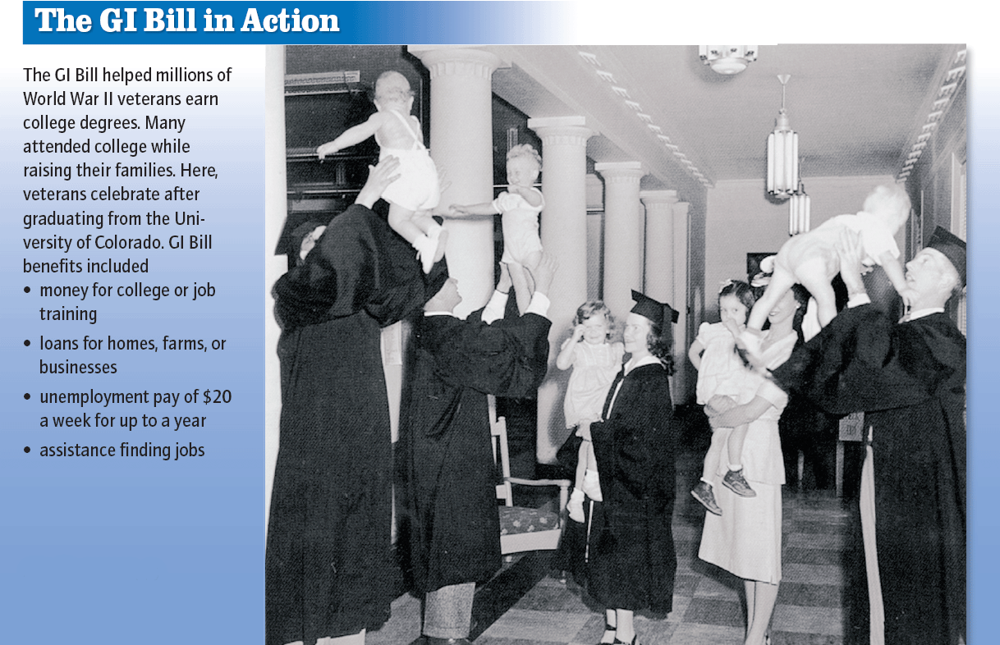 The GI Bill in Action
The GI Bill helped millions of
World War II veterans earn
college degrees. Many
attended college while
raising their families. Here,
veterans celebrate after
graduating from the Uni-
versity of Colorado. GI Bill
benefits included
• money for college or job
training
• loans for homes, farms, or
businesses
• unemployment pay of $20
a week for up to a year
• assistance finding jobs